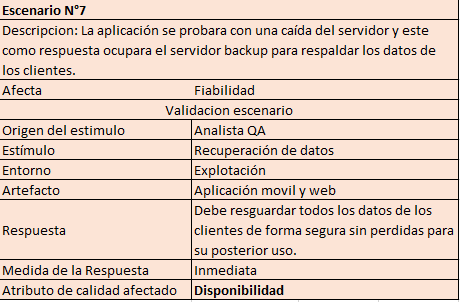 Escenario N°7
Descripcion: La aplicación se probara con una caída del servidor y este
como respuesta ocupara el servidor backup para respaldar los datos de
los clientes.
Afecta Fiabilidad
Validacion escenario
Origen del estimulo Analista QA
Estímulo Recuperación de datos
Entorno Explotación
Artefacto Aplicación movil y web
Respuesta Debe resguardar todos los datos de los
clientes de forma segura sin perdidas para
su posterior uso.
Medida de la Respuesta Inmediata
Atributo de calidad afectado Disponibilidad